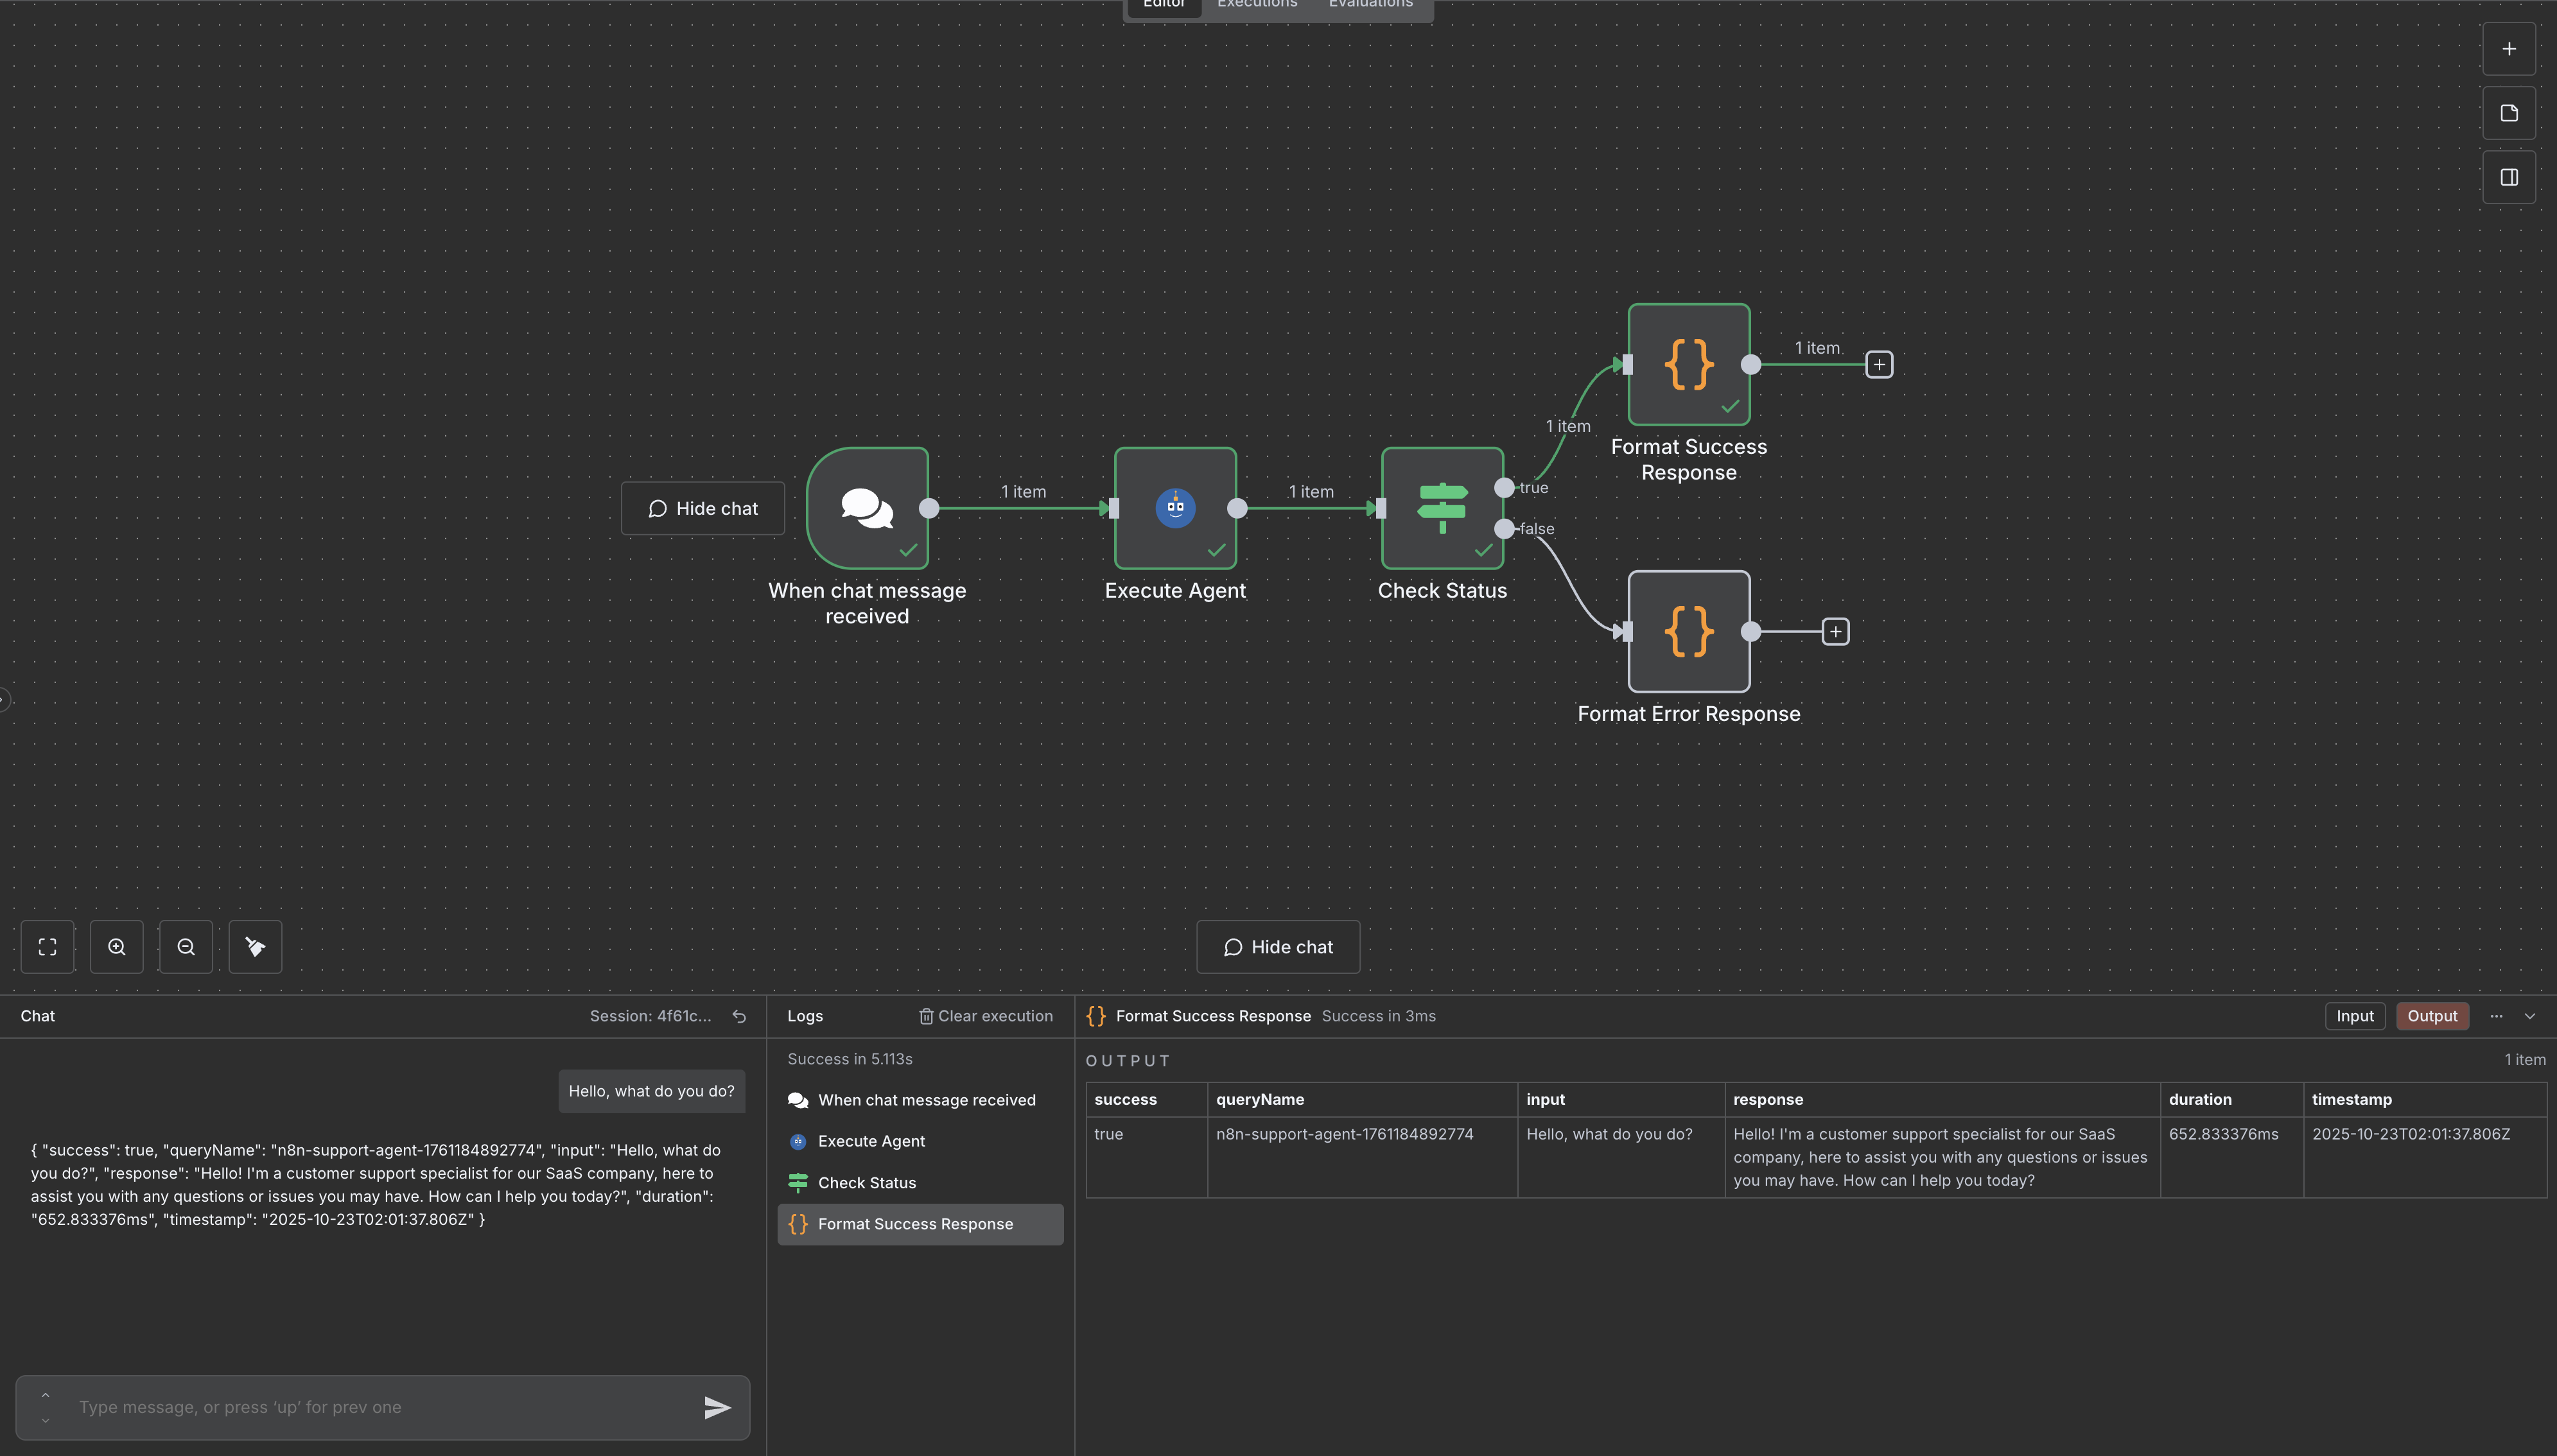 Editor Executions Evaluations
1 item
1 item
Format Success
Response
1 item
1 item
true
Hide chat
false
When chat message
received
Execute Agent
Check Status
Format Error Response
Hide chat
Chat
Session: 4f61c...
Hello, what do you do?
{ "success": true, "queryName": "n8n-support-agent-1761184892774", "input": "Hello, what do
you do?", "response": "Hello! I'm a customer support specialist for our SaaS company, here to
assist you with any questions or issues you may have. How can I help you today?", "duration":
"652.833376ms", "timestamp": "2025-10-23T02:01:37.806Z" }
Type message, or press ‘up’ for prev one
Logs
Clear execution
Success in 5.113s
When chat message received
Execute Agent
Check Status
Format Success Response
Format Success Response Success in 3ms
Input Output
OUTPUT
1 item
success queryName input response duration timestamp
true n8n-support-agent-1761184892774 Hello, what do you do? Hello! I'm a customer support specialist for our SaaS 652.833376ms 2025-10-23T02:01:37.806Z
company, here to assist you with any questions or issues
you may have. How can I help you today?